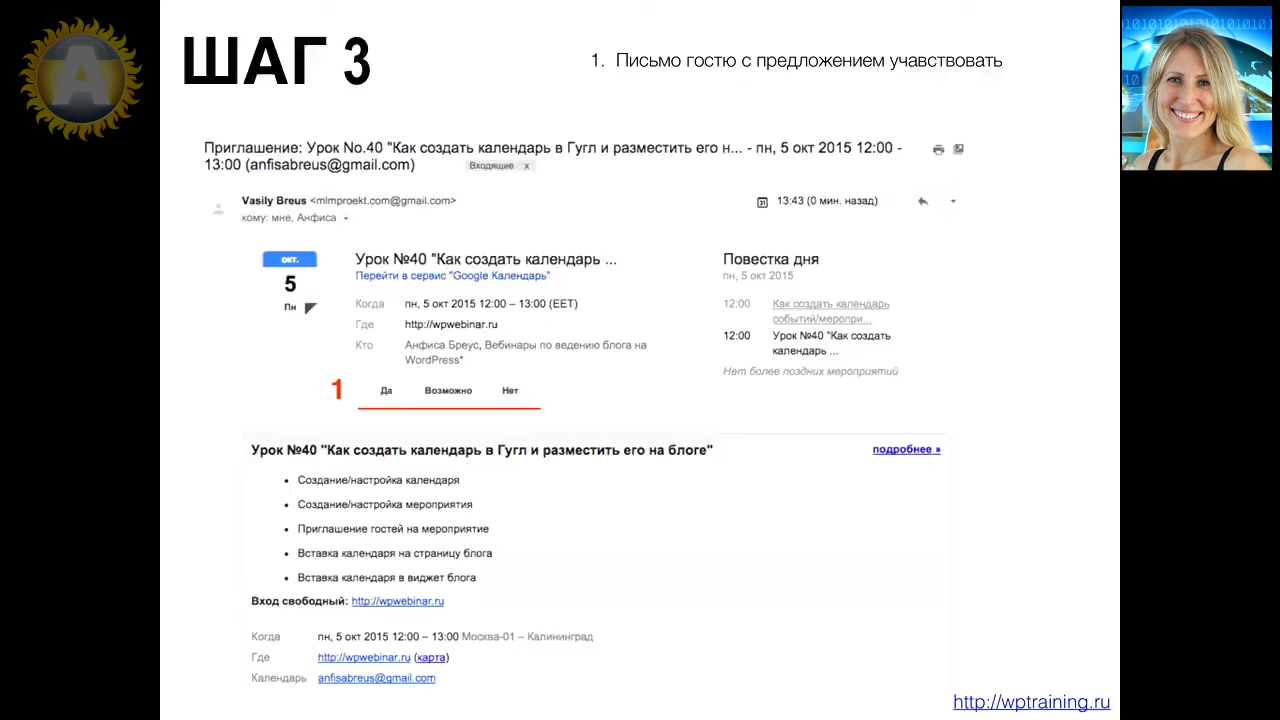 ШАГ 3
1. Письмо гостю с предложением учавствовать
Приглашение: Урок No.40 "Как создать календарь в Гугл и разместить его н... - пн, 5 окт 2015 12:00 -
13:00 (anfisabreus@gmail.com)
Входящие x
Vasily Breus <mlmproekt.com@gmail.com>
31 13:43 (0 мин. назад)
кому: мне, Анфиса
окт.
5
Пн
Урок №40 "Как создать календарь ...
Перейти в сервис "Google Календарь"
Когда пн, 5 окт 2015 12:00 – 13:00 (EET)
Где http://wpwebinar.ru
Кто Анфиса Бреус, Вебинары по ведению блога на
WordPress*
1 Да Возможно Нет
Повестка дня
пн, 5 окт 2015
12:00 Как создать календарь
событий/меропри...
12:00 Урок №40 "Как создать
календарь ...
Нет более поздних мероприятий
Урок №40 "Как создать календарь в Гугл и разместить его на блоге"
подробнее »
• Создание/настройка календаря
• Создание/настройка мероприятия
• Приглашение гостей на мероприятие
• Вставка календаря на страницу блога
• Вставка календаря в виджет блога
Вход свободный: http://wpwebinar.ru
Когда пн, 5 окт 2015 12:00 – 13:00 Москва-01 – Калининград
Где http://wpwebinar.ru (карта)
Календарь anfisabreus@gmail.com
http://wptraining.ru